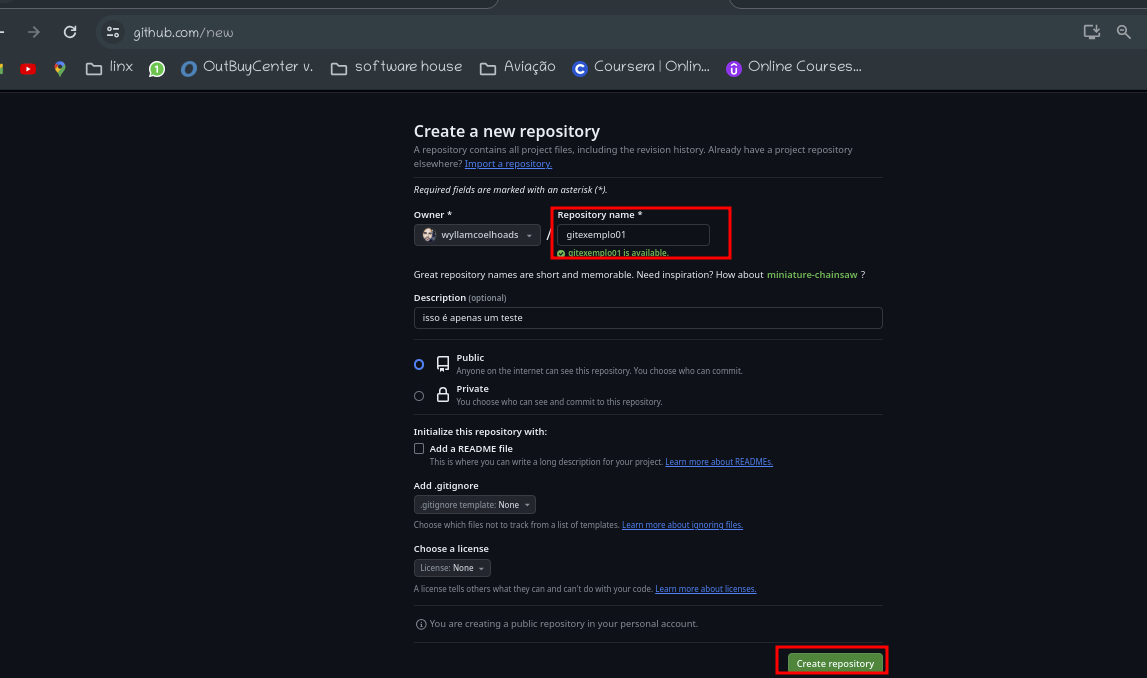 github.com/new
linx
1
OutBuyCenter v.
software house
Aviação
C
Coursera | Onlin...
û
Online Courses...
Create a new repository
A repository contains all project files, including the revision history. Already have a project repository
elsewhere? Import a repository.
Required fields are marked with an asterisk (*).
Owner *
Repository name *
wyllamcoelhoads
/
gitexemplo01
gitexemplo01 is available.
Great repository names are short and memorable. Need inspiration? How about miniature-chainsaw ?
Description (optional)
isso é apenas um teste
Public
Anyone on the internet can see this repository. You choose who can commit.
Private
You choose who can see and commit to this repository.
Initialize this repository with:
Add a README file
This is where you can write a long description for your project. Learn more about READMEs.
Add .gitignore
.gitignore template: None
Choose which files not to track from a list of templates. Learn more about ignoring files.
Choose a license
License: None
A license tells others what they can and can't do with your code. Learn more about licenses.
You are creating a public repository in your personal account.
Create repository